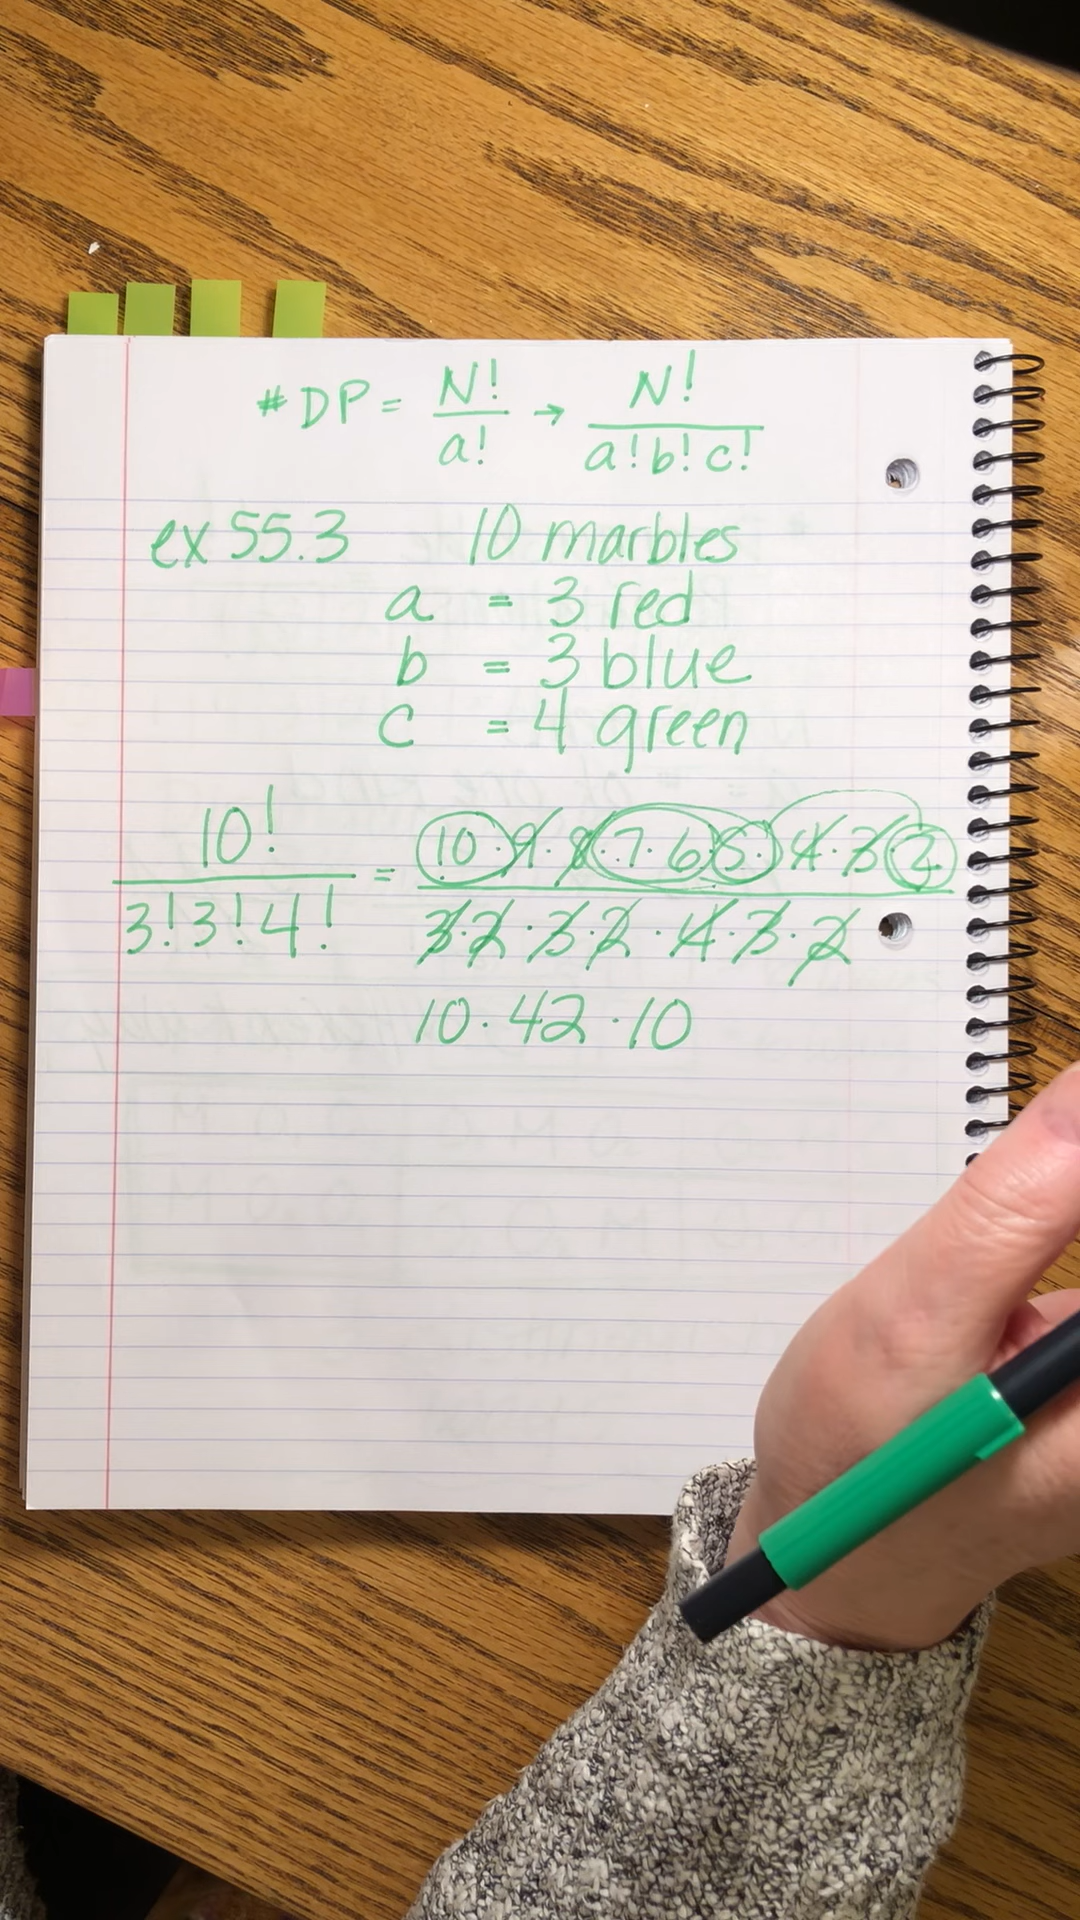 # DP = N!/a! → N!/a!b!c!
ex 55.3 10 marbles
a = 3 red
b = 3 blue
c = 4 green
10!/3!3!4! = 10·9·8·7·6·5·4·3·2/3·2·3·2·4·3·2
10·42·10